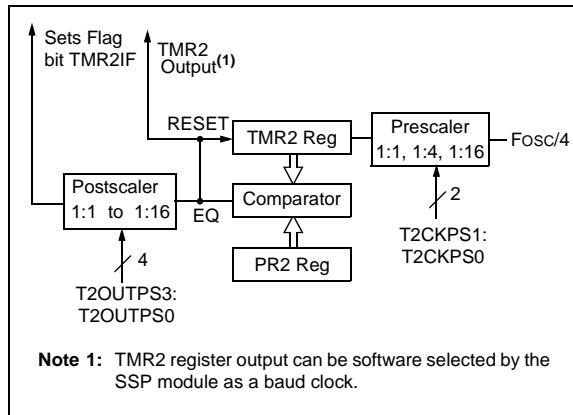 Sets Flag
bit TMR2IF
TMR2
Output(1)
RESET
TMR2 Reg
Prescaler
1:1, 1:4, 1:16
FOSC/4
2
T2CKPS1:
T2CKPS0
Postscaler
1:1 to 1:16
EQ
Comparator
4
T2OUTPS3:
T2OUTPS0
PR2 Reg
Note 1: TMR2 register output can be software selected by the
SSP module as a baud clock.